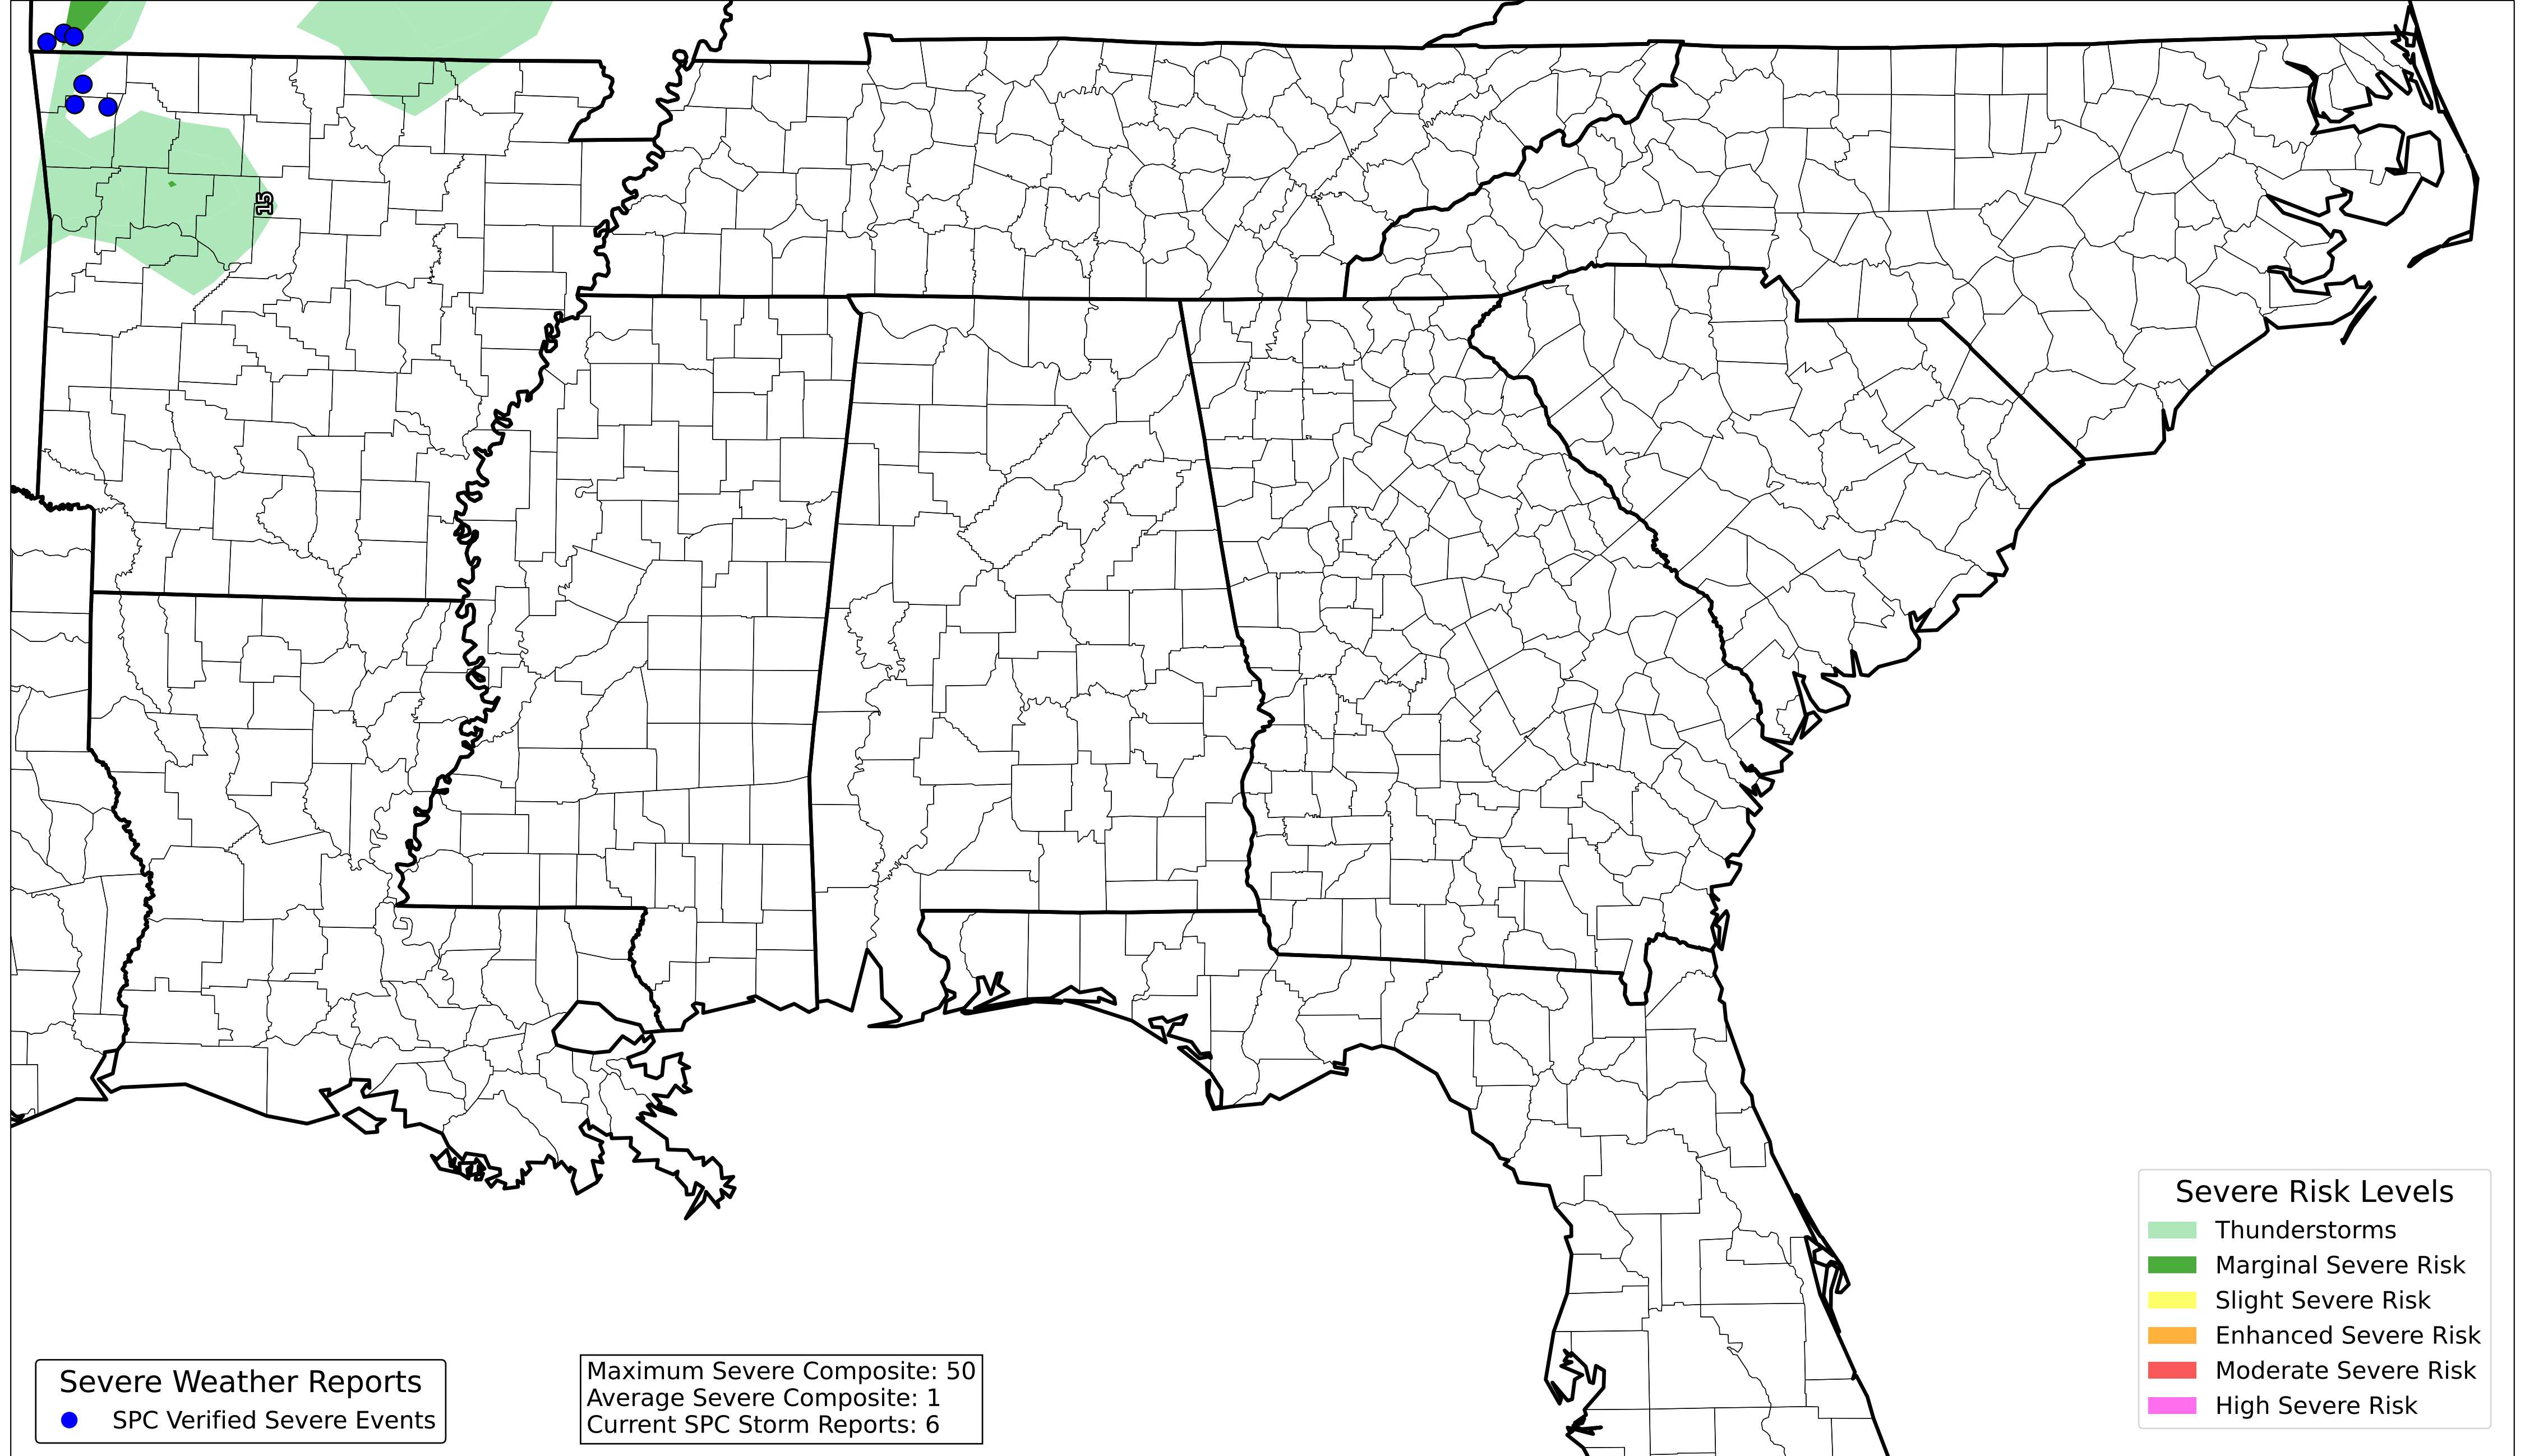 15
Severe Risk Levels
Thunderstorms
Marginal Severe Risk
Slight Severe Risk
Enhanced Severe Risk
Moderate Severe Risk
High Severe Risk
Severe Weather Reports
SPC Verified Severe Events
Maximum Severe Composite: 50
Average Severe Composite: 1
Current SPC Storm Reports: 6